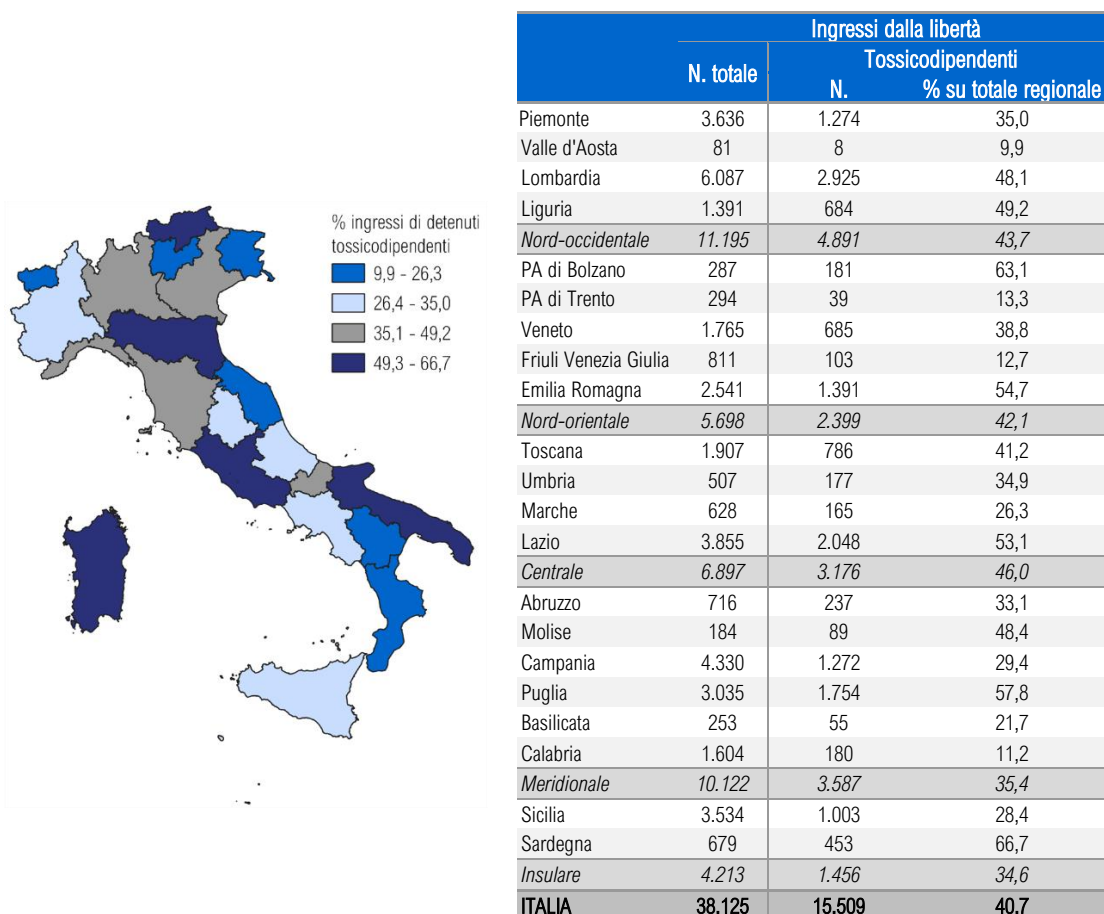 % ingressi di detenuti
tossicodipendenti
9,9 - 26,3
26,4 - 35,0
35,1 - 49,2
49,3 - 66,7
Ingressi dalla libertà
N. totale Tossicodipendenti
N. % su totale regionale
Piemonte 3.636 1.274 35,0
Valle d'Aosta 81 8 9,9
Lombardia 6.087 2.925 48,1
Liguria 1.391 684 49,2
Nord-occidentale 11.195 4.891 43,7
PA di Bolzano 287 181 63,1
PA di Trento 294 39 13,3
Veneto 1.765 685 38,8
Friuli Venezia Giulia 811 103 12,7
Emilia Romagna 2.541 1.391 54,7
Nord-orientale 5.698 2.399 42,1
Toscana 1.907 786 41,2
Umbria 507 177 34,9
Marche 628 165 26,3
Lazio 3.855 2.048 53,1
Centrale 6.897 3.176 46,0
Abruzzo 716 237 33,1
Molise 184 89 48,4
Campania 4.330 1.272 29,4
Puglia 3.035 1.754 57,8
Basilicata 253 55 21,7
Calabria 1.604 180 11,2
Meridionale 10.122 3.587 35,4
Sicilia 3.534 1.003 28,4
Sardegna 679 453 66,7
Insulare 4.213 1.456 34,6
ITALIA 38.125 15.509 40,7